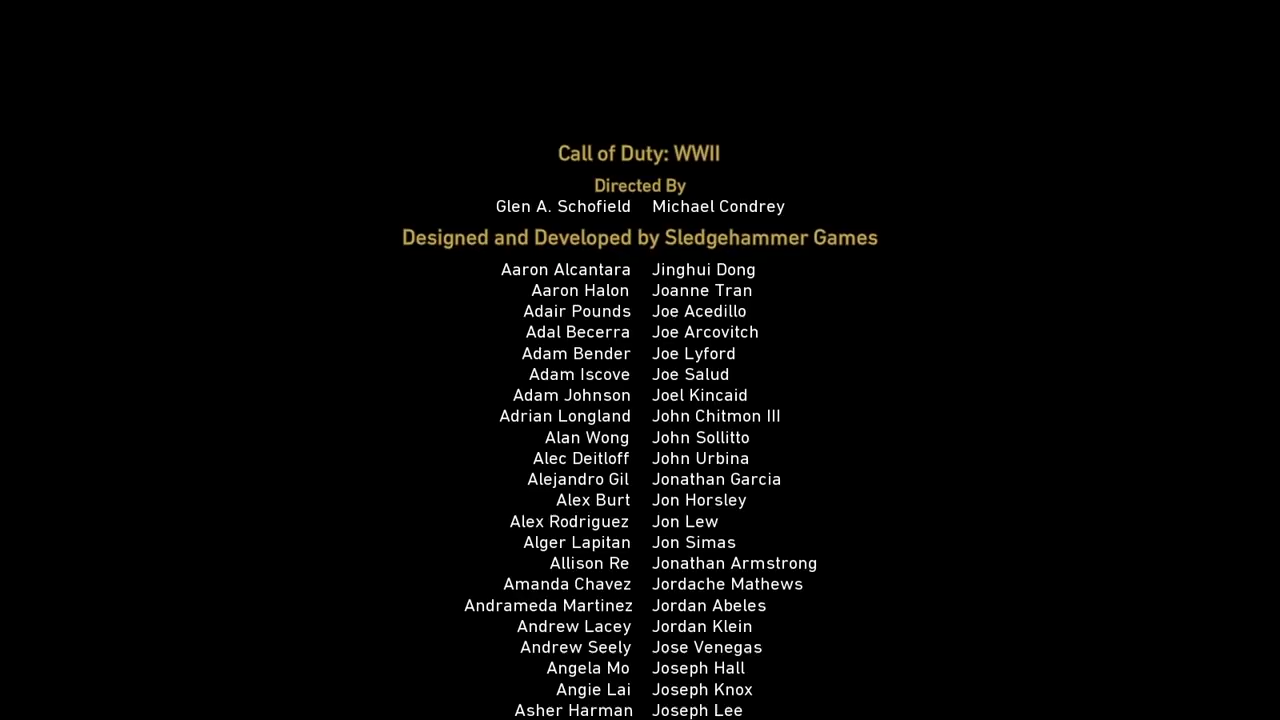 Call of Duty: WWII
Directed By
Glen A. Schofield Michael Condrey
Designed and Developed by Sledgehammer Games
Aaron Alcantara Jinghui Dong
Aaron Halon Joanne Tran
Adair Pounds Joe Acedillo
Adal Becerra Joe Arcovitch
Adam Bender Joe Lyford
Adam Iscove Joe Salud
Adam Johnson Joel Kincaid
Adrian Longland John Chitmon III
Alan Wong John Sollitto
Alec Deitloff John Urbina
Alejandro Gil Jonathan Garcia
Alex Burt Jon Horsley
Alex Rodriguez Jon Lew
Alger Lapitan Jon Simas
Allison Re Jonathan Armstrong
Amanda Chavez Jordache Mathews
Andrameda Martinez Jordan Abeles
Andrew Lacey Jordan Klein
Andrew Seely Jose Venegas
Angela Mo Joseph Hall
Angie Lai Joseph Knox
Asher Harman Joseph Lee